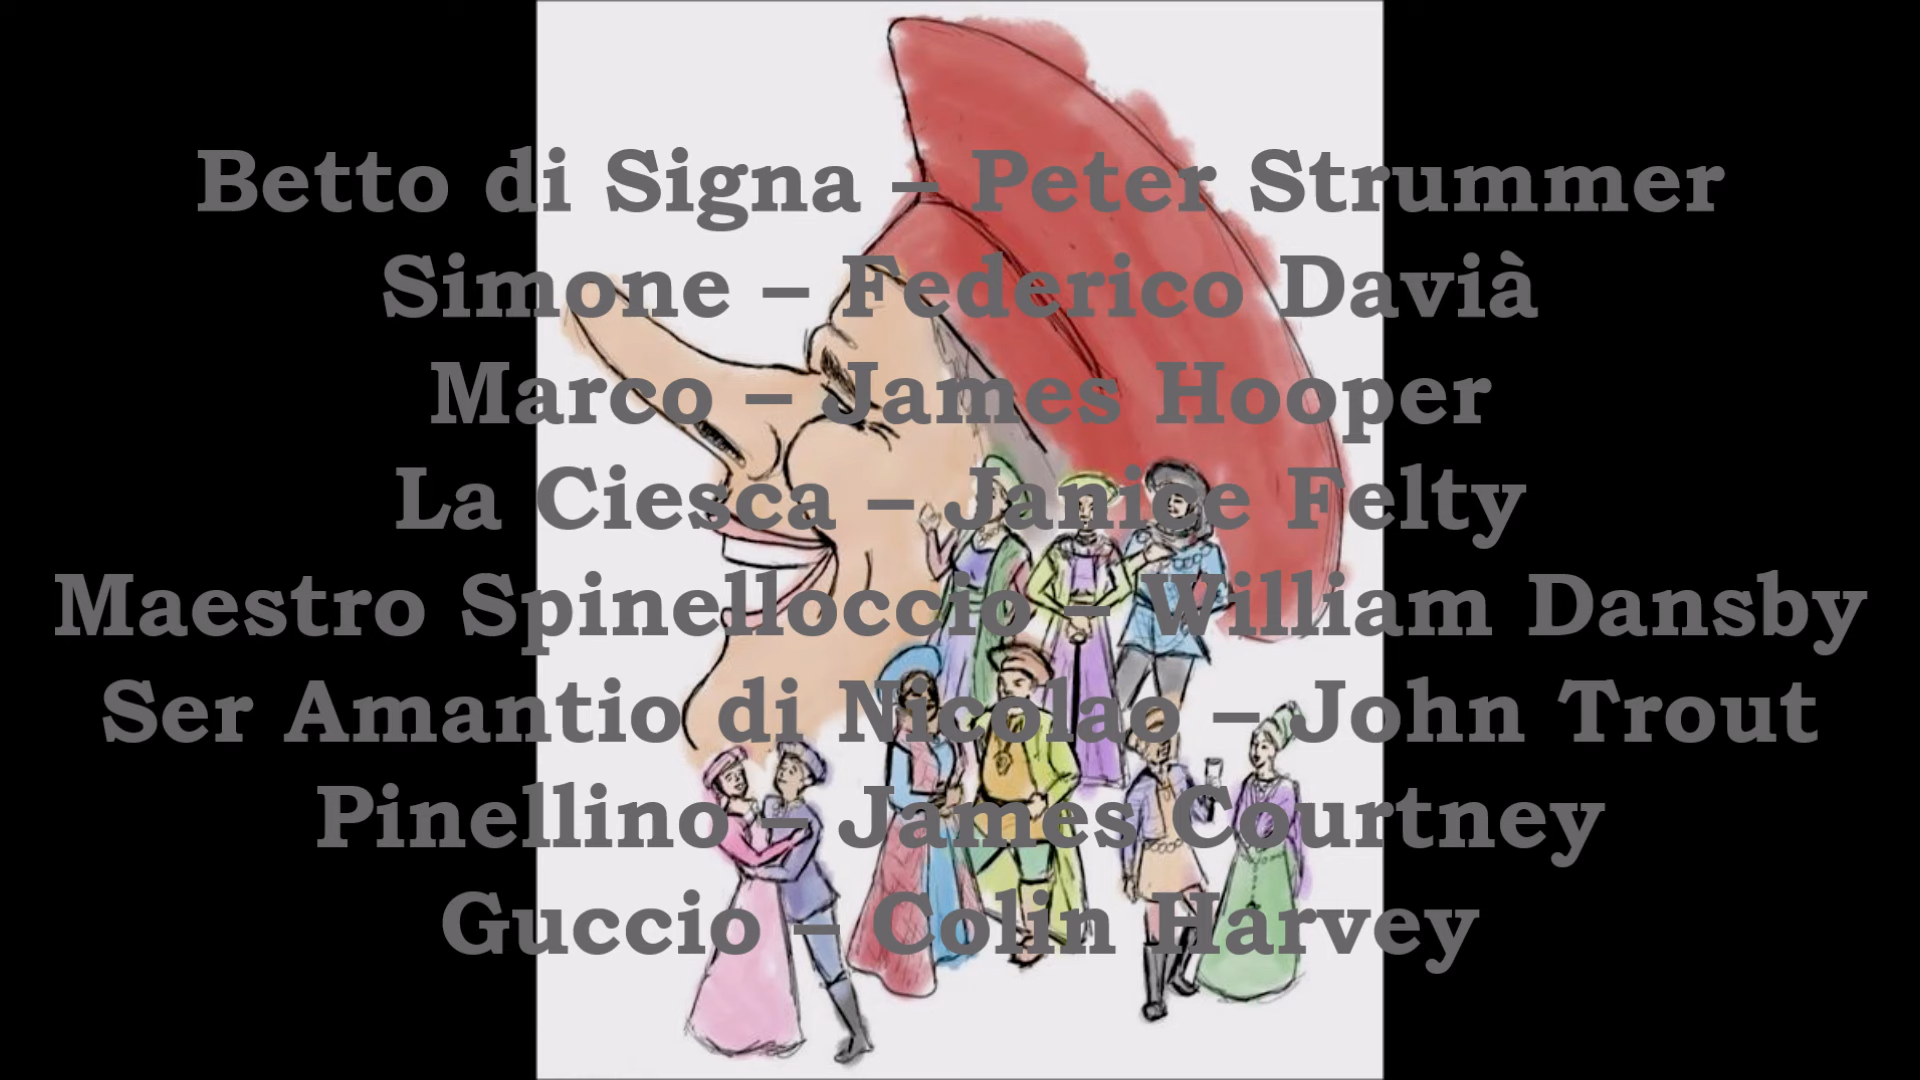 Betto di Signa – Peter Strummer
Simone – Federico Davià
Marco – James Hooper
La Ciesca – Janice Felty
Maestro Spinelloccio – William Dansby
Ser Amantio di Nicolao – John Trout
Pinellino – James Courtney
Guccio – Colin Harvey